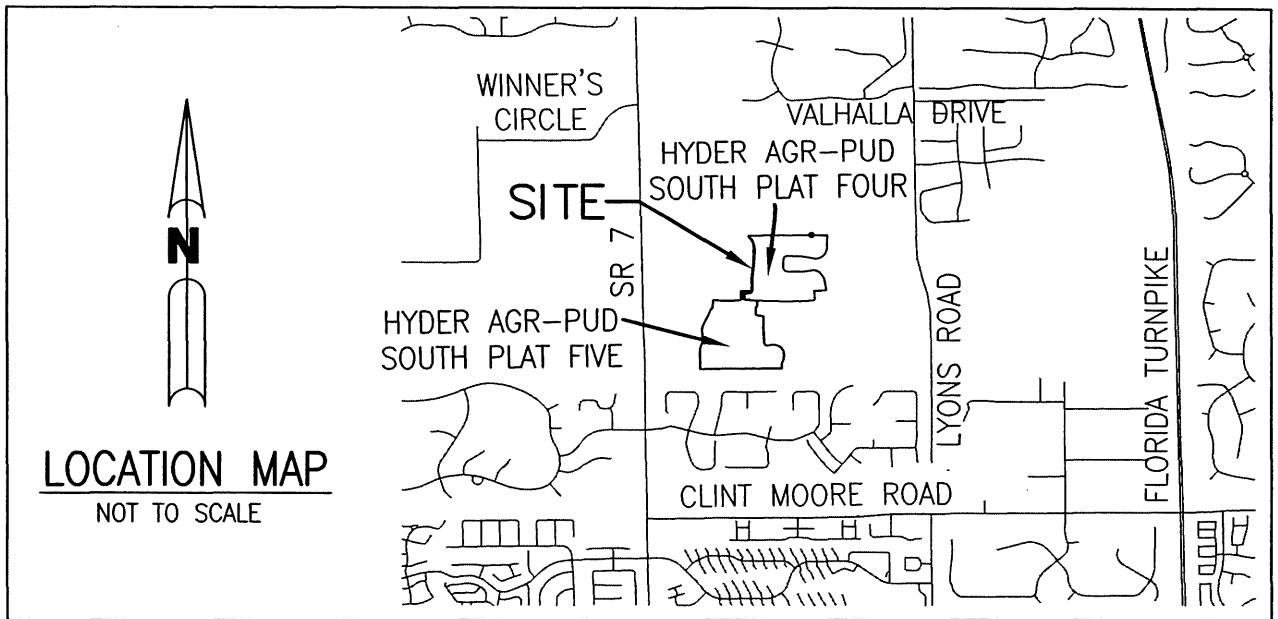 WINNER'S
CIRCLE
VALHALLA DRIVE
HYDER AGR-PUD
SOUTH PLAT FOUR
SITE
N
SR 7
HYDER AGR-PUD
SOUTH PLAT FIVE
LYONS ROAD
FLORIDA TURNPIKE
LOCATION MAP
NOT TO SCALE
CLINT MOORE ROAD